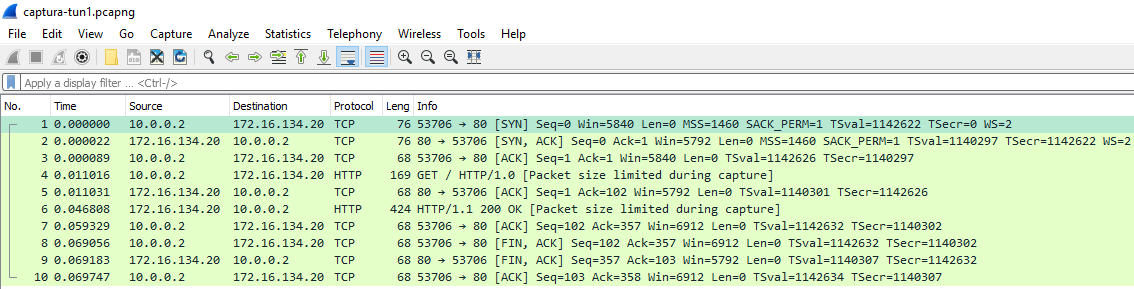 captura-tun1.pcapng
File Edit View Go Capture Analyze Statistics Telephony Wireless Tools Help
Apply a display filter ... <Ctrl-/>
No. Time Source Destination Protocol Leng Info
1 0.000000 10.0.0.2 172.16.134.20 TCP 76 53706 → 80 [SYN] Seq=0 Win=5840 Len=0 MSS=1460 SACK_PERM=1 TSval=1142622 TSecr=0 WS=2
2 0.000022 172.16.134.20 10.0.0.2 TCP 76 80 → 53706 [SYN, ACK] Seq=0 Ack=1 Win=5792 Len=0 MSS=1460 SACK_PERM=1 TSval=1140297 TSecr=1142622 WS=2
3 0.000089 10.0.0.2 172.16.134.20 TCP 68 53706 → 80 [ACK] Seq=1 Ack=1 Win=5840 Len=0 TSval=1142626 TSecr=1140297
4 0.011016 10.0.0.2 172.16.134.20 HTTP 169 GET / HTTP/1.0 [Packet size limited during capture]
5 0.011031 172.16.134.20 10.0.0.2 TCP 68 80 → 53706 [ACK] Seq=1 Ack=102 Win=5792 Len=0 TSval=1140301 TSecr=1142626
6 0.046808 172.16.134.20 10.0.0.2 HTTP 424 HTTP/1.1 200 OK [Packet size limited during capture]
7 0.059329 10.0.0.2 172.16.134.20 TCP 68 53706 → 80 [ACK] Seq=102 Ack=357 Win=6912 Len=0 TSval=1142632 TSecr=1140302
8 0.069056 10.0.0.2 172.16.134.20 TCP 68 53706 → 80 [FIN, ACK] Seq=102 Ack=357 Win=6912 Len=0 TSval=1142632 TSecr=1140302
9 0.069183 172.16.134.20 10.0.0.2 TCP 68 80 → 53706 [FIN, ACK] Seq=357 Ack=103 Win=5792 Len=0 TSval=1140307 TSecr=1142632
10 0.069747 10.0.0.2 172.16.134.20 TCP 68 53706 → 80 [ACK] Seq=103 Ack=358 Win=6912 Len=0 TSval=1142634 TSecr=1140307